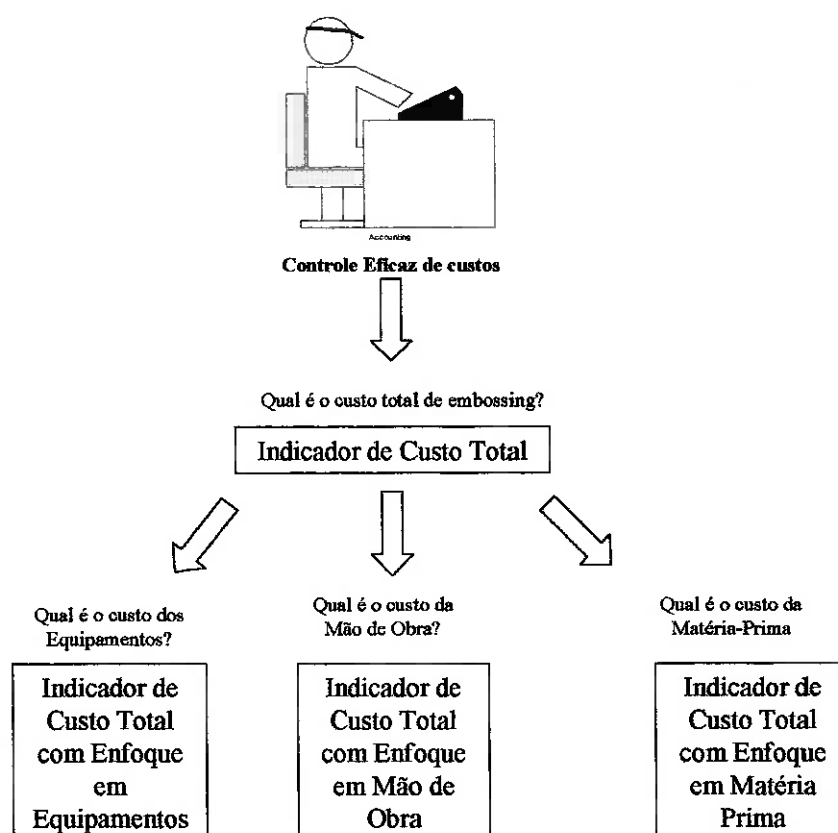 Accounting
Controle Eficaz de custos
Qual é o custo total de embossing?
Indicador de Custo Total
Qual é o custo dos
Equipamentos?
Indicador de
Custo Total
com Enfoque
em
Equipamentos
Qual é o custo da
Mão de Obra?
Indicador de
Custo Total
com Enfoque
em Mão de
Obra
Qual é o custo da
Matéria-Prima
Indicador de
Custo Total
com Enfoque
em Matéria
Prima